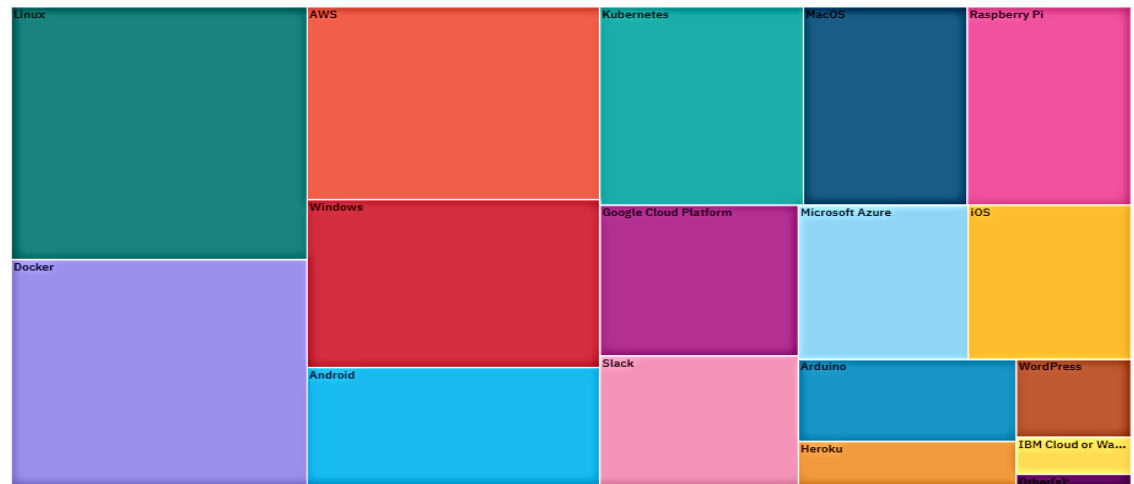 Linux
AWS
Kubernetes
MacOS
Raspberry Pi
Windows
Google Cloud Platform
Microsoft Azure
iOS
Docker
Slack
Arduino
WordPress
Android
IBM Cloud or Wa...
Heroku
Other(s):